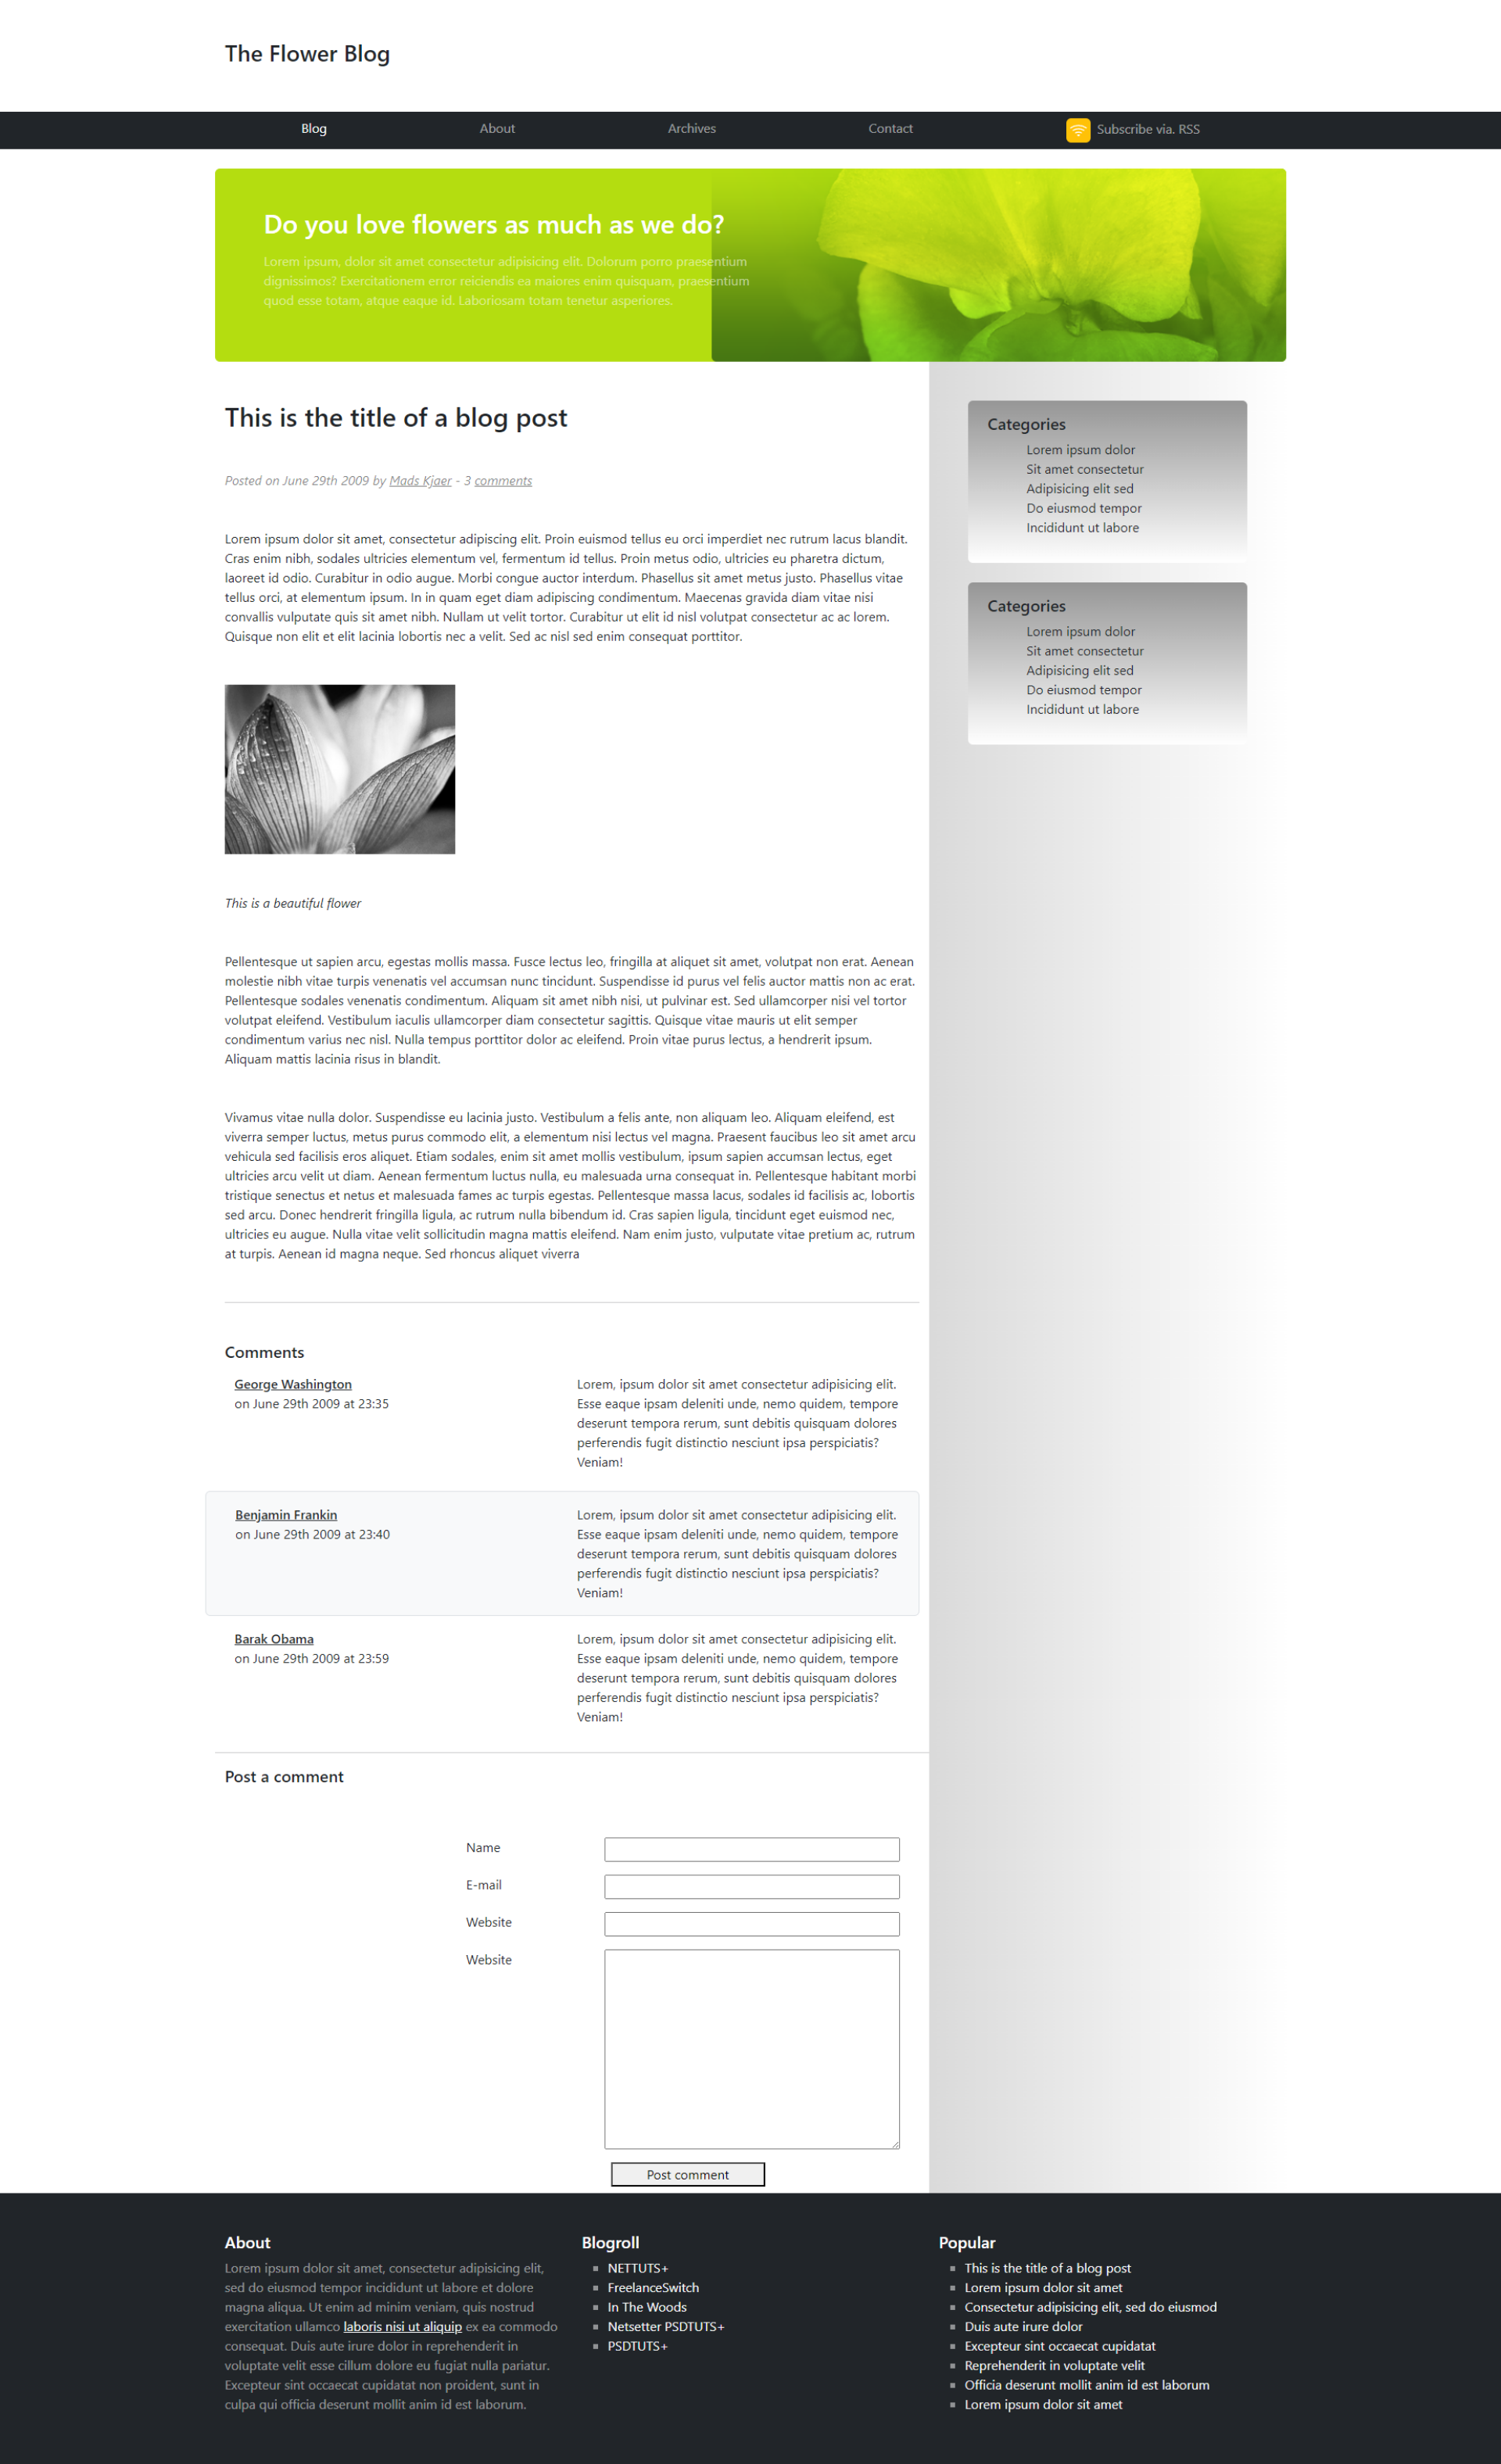 The Flower Blog
Blog
About
Archives
Contact
Subscribe via. RSS
Do you love flowers as much as we do?
Lorem ipsum, dolor sit amet consectetur adipisicing elit. Dolorum porro praesentium
dignissimos? Exercitationem error reiciendis ea maiores enim quisquam, praesentium
quod esse totam, atque eaque id. Laboriosam totam tenetur asperiores.
This is the title of a blog post
Posted on June 29th 2009 by Mads Kjaer - 3 comments
Lorem ipsum dolor sit amet, consectetur adipiscing elit. Proin euismod tellus eu orci imperdiet nec rutrum lacus blandit.
Cras enim nibh, sodales ultricies elementum vel, fermentum id tellus. Proin metus odio, ultricies eu pharetra dictum,
laoreet id odio. Curabitur in odio augue. Morbi congue auctor interdum. Phasellus sit amet metus justo. Phasellus vitae
tellus orci, at elementum ipsum. In in quam eget diam adipiscing condimentum. Maecenas gravida diam vitae nisi
convallis vulputate quis sit amet nibh. Nullam ut velit tortor. Curabitur ut elit id nisl volutpat consectetur ac ac lorem.
Quisque non elit et elit lacinia lobortis nec a velit. Sed ac nisl sed enim consequat porttitor.
This is a beautiful flower
Pellentesque ut sapien arcu, egestas mollis massa. Fusce lectus leo, fringilla at aliquet sit amet, volutpat non erat. Aenean
molestie nibh vitae turpis venenatis vel accumsan nunc tincidunt. Suspendisse id purus vel felis auctor mattis non ac erat.
Pellentesque sodales venenatis condimentum. Aliquam sit amet nibh nisi, ut pulvinar est. Sed ullamcorper nisi vel tortor
volutpat eleifend. Vestibulum iaculis ullamcorper diam consectetur sagittis. Quisque vitae mauris ut elit semper
condimentum varius nec nisl. Nulla tempus porttitor dolor ac eleifend. Proin vitae purus lectus, a hendrerit ipsum.
Aliquam mattis lacinia risus in blandit.
Vivamus vitae nulla dolor. Suspendisse eu lacinia justo. Vestibulum a felis ante, non aliquam leo. Aliquam eleifend, est
viverra semper luctus, metus purus commodo elit, a elementum nisi lectus vel magna. Praesent faucibus leo sit amet arcu
vehicula sed facilisis eros aliquet. Etiam sodales, enim sit amet mollis vestibulum, ipsum sapien accumsan lectus, eget
ultricies arcu velit ut diam. Aenean fermentum luctus nulla, eu malesuada urna consequat in. Pellentesque habitant morbi
tristique senectus et netus et malesuada fames ac turpis egestas. Pellentesque massa lacus, sodales id facilisis ac, lobortis
sed arcu. Donec hendrerit fringilla ligula, ac rutrum nulla bibendum id. Cras sapien ligula, tincidunt eget euismod nec,
ultricies eu augue. Nulla vitae velit sollicitudin magna mattis eleifend. Nam enim justo, vulputate vitae pretium ac, rutrum
at turpis. Aenean id magna neque. Sed rhoncus aliquet viverra
Comments
George Washington
on June 29th 2009 at 23:35
Lorem, ipsum dolor sit amet consectetur adipisicing elit.
Esse eaque ipsam deleniti unde, nemo quidem, tempore
deserunt tempora rerum, sunt debitis quisquam dolores
perferendis fugit distinctio nesciunt ipsa perspiciatis?
Veniam!
Benjamin Frankin
on June 29th 2009 at 23:40
Lorem, ipsum dolor sit amet consectetur adipisicing elit.
Esse eaque ipsam deleniti unde, nemo quidem, tempore
deserunt tempora rerum, sunt debitis quisquam dolores
perferendis fugit distinctio nesciunt ipsa perspiciatis?
Veniam!
Barak Obama
on June 29th 2009 at 23:59
Lorem, ipsum dolor sit amet consectetur adipisicing elit.
Esse eaque ipsam deleniti unde, nemo quidem, tempore
deserunt tempora rerum, sunt debitis quisquam dolores
perferendis fugit distinctio nesciunt ipsa perspiciatis?
Veniam!
Post a comment
Name
E-mail
Website
Website
Post comment
Categories
Lorem ipsum dolor
Sit amet consectetur
Adipisicing elit sed
Do eiusmod tempor
Incididunt ut labore
Categories
Lorem ipsum dolor
Sit amet consectetur
Adipisicing elit sed
Do eiusmod tempor
Incididunt ut labore
About
Lorem ipsum dolor sit amet, consectetur adipisicing elit,
sed do eiusmod tempor incididunt ut labore et dolore
magna aliqua. Ut enim ad minim veniam, quis nostrud
exercitation ullamco laboris nisi ut aliquip ex ea commodo
consequat. Duis aute irure dolor in reprehenderit in
voluptate velit esse cillum dolore eu fugiat nulla pariatur.
Excepteur sint occaecat cupidatat non proident, sunt in
culpa qui officia deserunt mollit anim id est laborum.
Blogroll
NETTUTS+
FreelanceSwitch
In The Woods
Netsetter PSDTUTS+
PSDTUTS+
Popular
This is the title of a blog post
Lorem ipsum dolor sit amet
Consectetur adipisicing elit, sed do eiusmod
Duis aute irure dolor
Excepteur sint occaecat cupidatat
Reprehenderit in voluptate velit
Officia deserunt mollit anim id est laborum
Lorem ipsum dolor sit amet